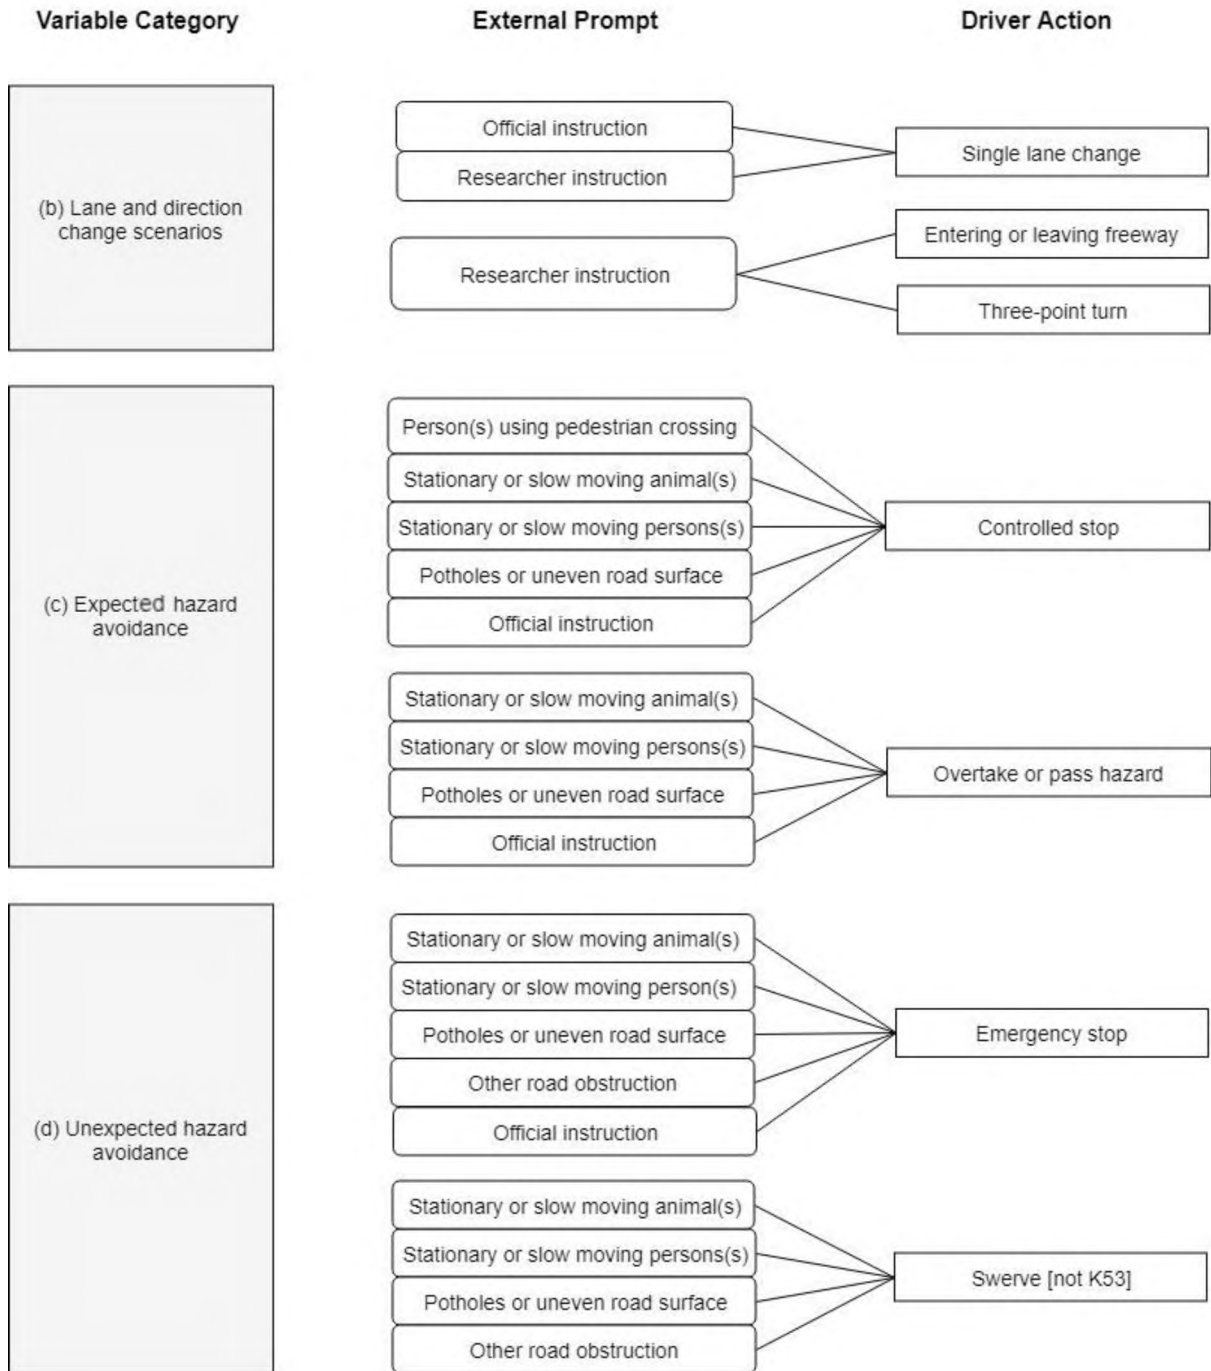 Variable Category
External Prompt
Driver Action
(b) Lane and direction
change scenarios
Official instruction
Researcher instruction
Single lane change
Researcher instruction
Entering or leaving freeway
Three-point turn
(c) Expected hazard
avoidance
Person(s) using pedestrian crossing
Stationary or slow moving animal(s)
Stationary or slow moving persons(s)
Potholes or uneven road surface
Official instruction
Controlled stop
Stationary or slow moving animal(s)
Stationary or slow moving persons(s)
Potholes or uneven road surface
Official instruction
Overtake or pass hazard
(d) Unexpected hazard
avoidance
Stationary or slow moving animal(s)
Stationary or slow moving person(s)
Potholes or uneven road surface
Other road obstruction
Official instruction
Emergency stop
Stationary or slow moving animal(s)
Stationary or slow moving persons(s)
Potholes or uneven road surface
Other road obstruction
Swerve [not K53]